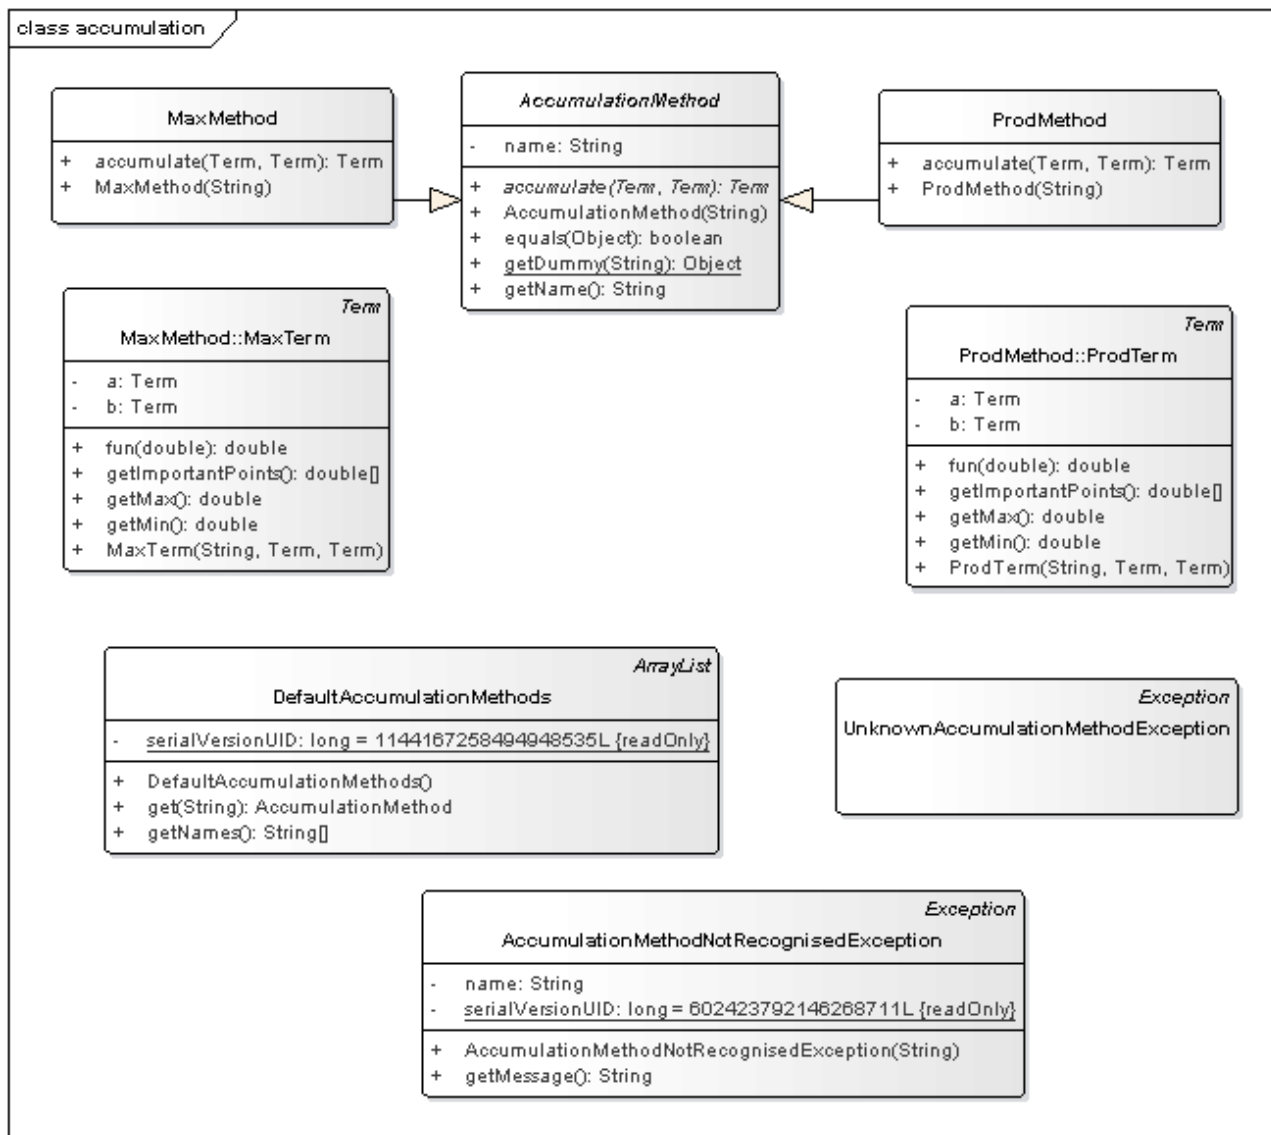 class accumulation
MaxMethod
+ accumulate(Term, Term): Term
+ MaxMethod(String)
AccumulationMethod
- name: String
+ accumulate(Term, Term): Term
+ AccumulationMethod(String)
+ equals(Object): boolean
+ getDummy(String): Object
+ getName(): String
ProdMethod
+ accumulate(Term, Term): Term
+ ProdMethod(String)
Term
MaxMethod::MaxTerm
- a: Term
- b: Term
+ fun(double): double
+ getImportantPoints(): double[]
+ getMax(): double
+ getMin(): double
+ MaxTerm(String, Term, Term)
Term
ProdMethod::ProdTerm
- a: Term
- b: Term
+ fun(double): double
+ getImportantPoints(): double[]
+ getMax(): double
+ getMin(): double
+ ProdTerm(String, Term, Term)
ArrayList
DefaultAccumulationMethods
- serialVersionUID: long = 1144167258494948535L {readOnly}
+ DefaultAccumulationMethods()
+ get(String): AccumulationMethod
+ getNames(): String[]
Exception
UnknownAccumulationMethodException
Exception
AccumulationMethodNotRecognisedException
- name: String
- serialVersionUID: long = 602423792146268711L {readOnly}
+ AccumulationMethodNotRecognisedException(String)
+ getMessage(): String